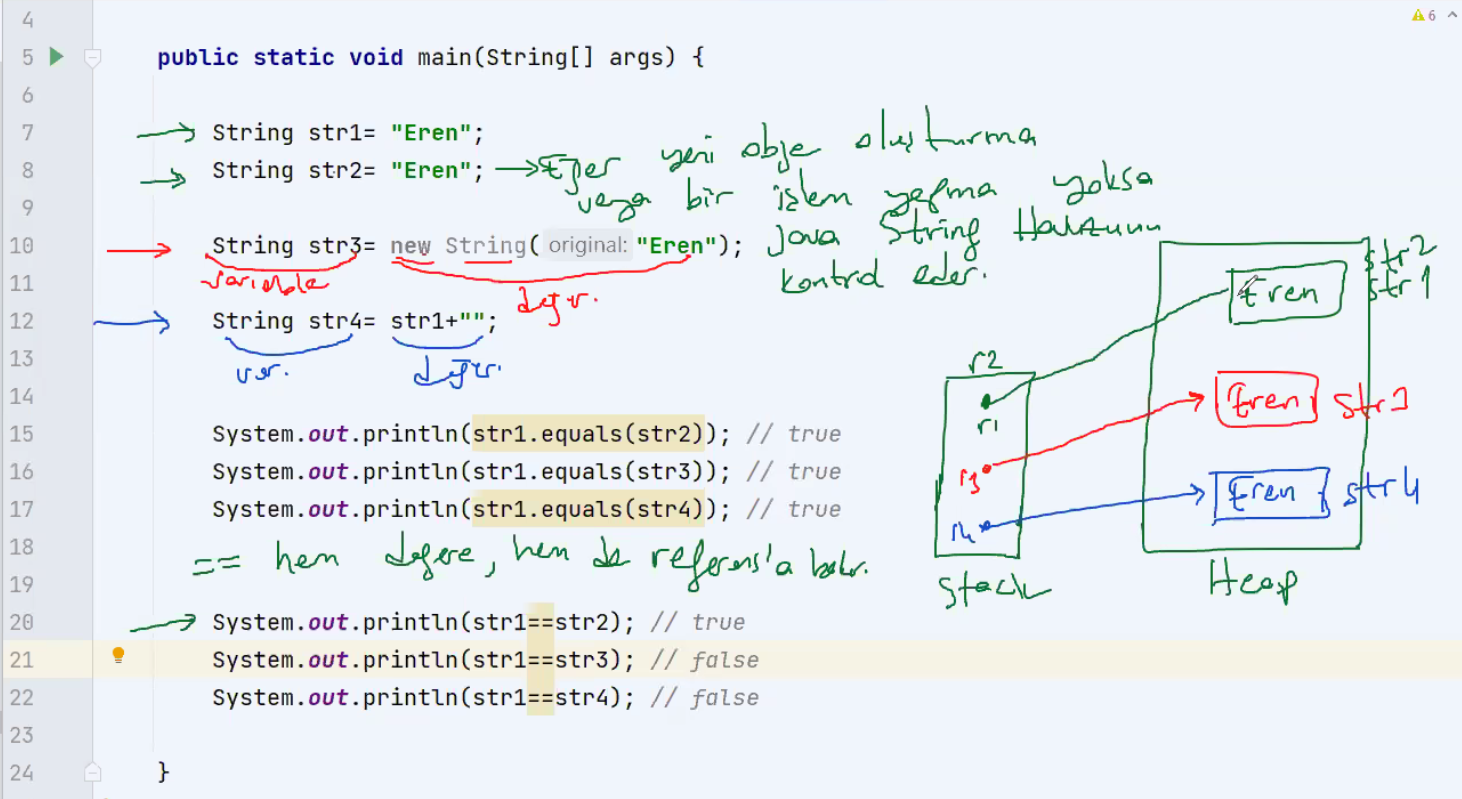 6
4
5 public static void main(String[] args) {
6
7 String str1= "Eren";
8 String str2= "Eren"; Eğer yeni obje oluşturma
9 veya bir işlem yapma yoksa
10 String str3= new String( original: "Eren"); java String Havuzunu
11 variable değer. kontrol eder.
12 String str4= str1+"";
13 var. değer.
14
15 System.out.println(str1.equals(str2)); // true
16 System.out.println(str1.equals(str3)); // true
17 System.out.println(str1.equals(str4)); // true
18 == hem değere, hem de referens'a bakar.
19
20 System.out.println(str1==str2); // true
21 System.out.println(str1==str3); // false
22 System.out.println(str1==str4); // false
23
24 }
str2
Eren str1
r2
r1
Eren str3
r3
Eren str4
r4
Stack
Heap